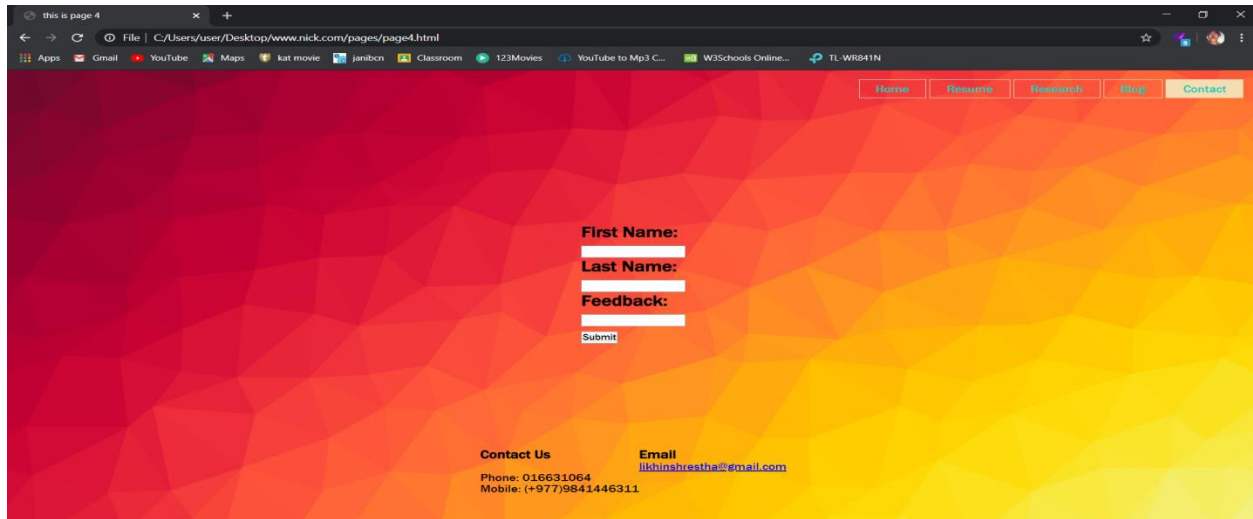 this is page 4
File | C:/Users/user/Desktop/www.nick.com/pages/page4.html
Apps Gmail YouTube Maps kat movie janibcn Classroom 123Movies YouTube to Mp3 C... W3Schools Online... TL-WR841N
Home Resume Research Blog Contact
First Name:
Last Name:
Feedback:
Submit
Contact Us Email
likhinshrestha@gmail.com
Phone: 016631064
Mobile: (+977)9841446311